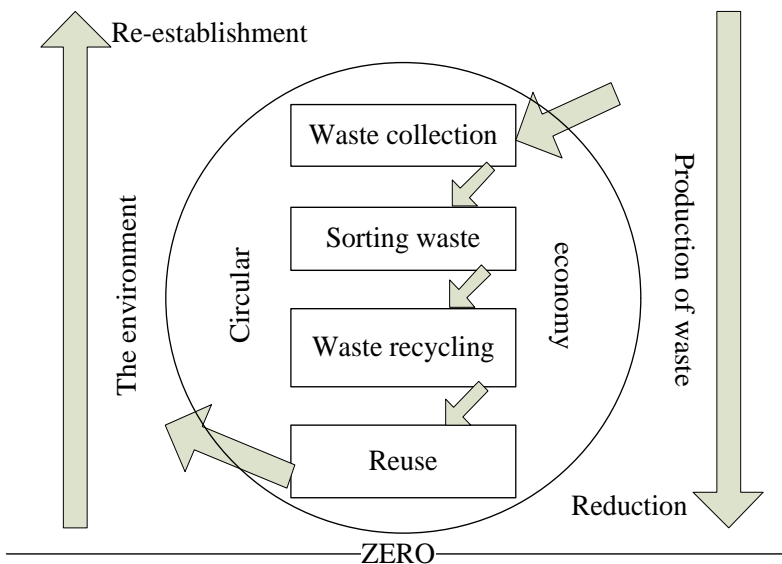 Re-establishment
Waste collection
Sorting waste
Waste recycling
Reuse
Circular
economy
The environment
Production of waste
Reduction
ZERO